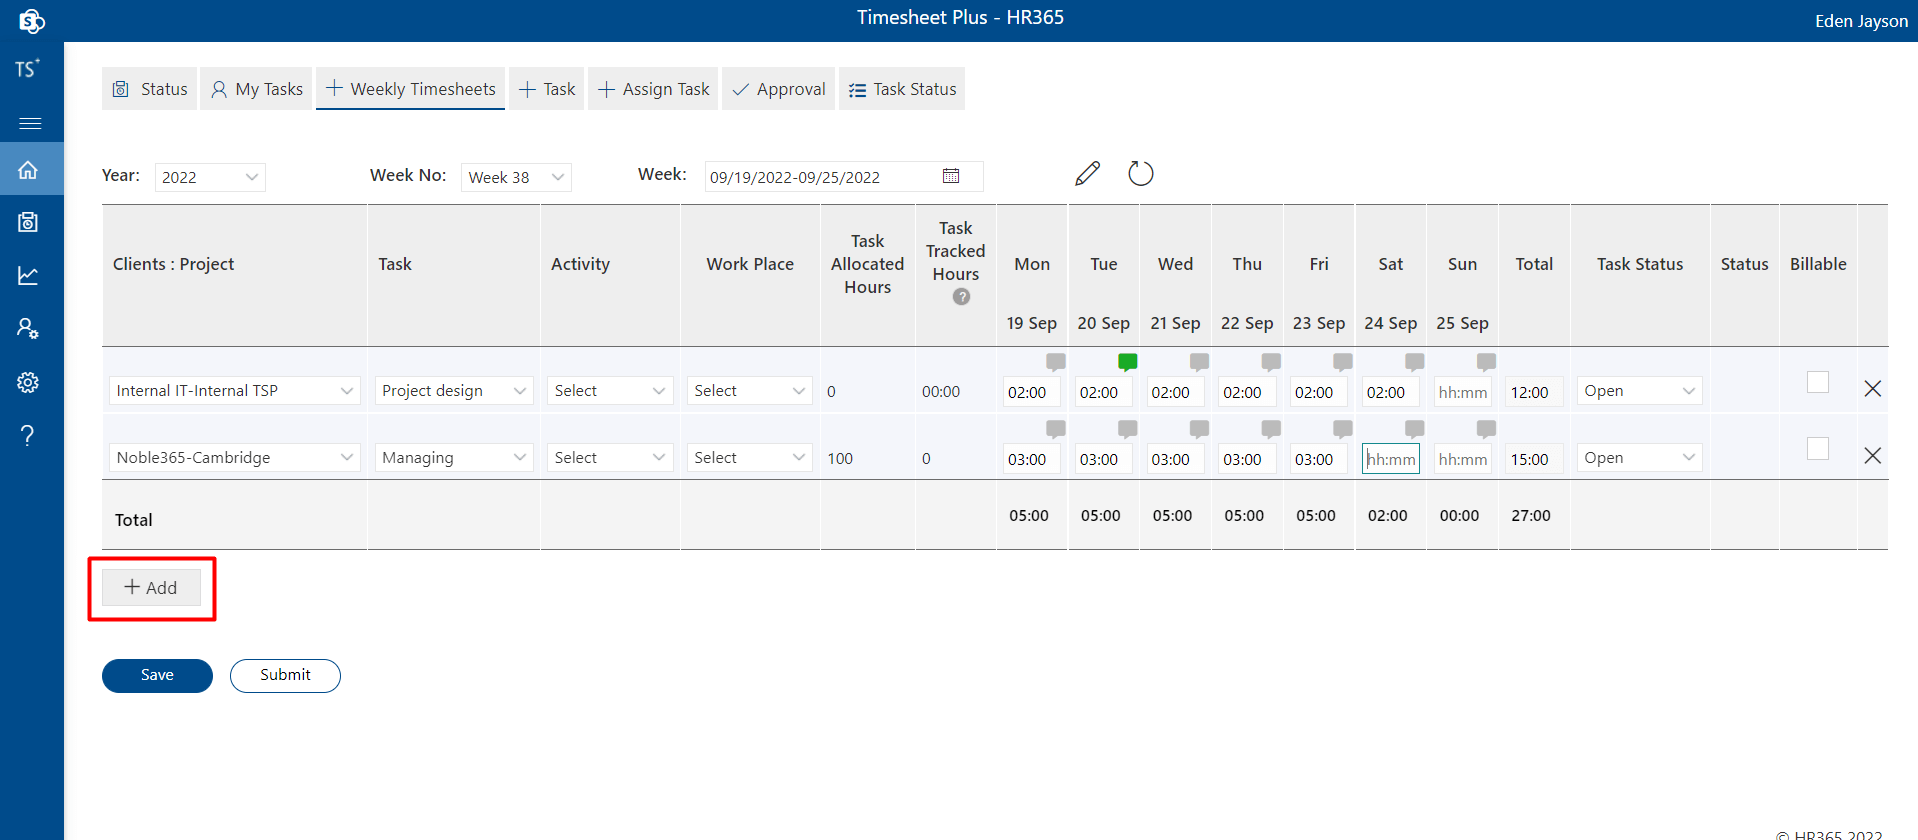 Timesheet Plus - HR365
Eden Jayson
S
TS+
Status My Tasks Weekly Timesheets Task Assign Task Approval Task Status
Year: 2022 Week No: Week 38 Week: 09/19/2022-09/25/2022
Clients : Project Task Activity Work Place Task Allocated Hours Task Tracked Hours ? Mon 19 Sep Tue 20 Sep Wed 21 Sep Thu 22 Sep Fri 23 Sep Sat 24 Sep Sun 25 Sep Total Task Status Status Billable
Internal IT-Internal TSP Project design Select Select 0 00:00 02:00 02:00 02:00 02:00 02:00 02:00 hh:mm 12:00 Open
Noble365-Cambridge Managing Select Select 100 0 03:00 03:00 03:00 03:00 03:00 hh:mm hh:mm 15:00 Open
Total 05:00 05:00 05:00 05:00 05:00 02:00 00:00 27:00
+ Add
Save Submit
© HR365 2022